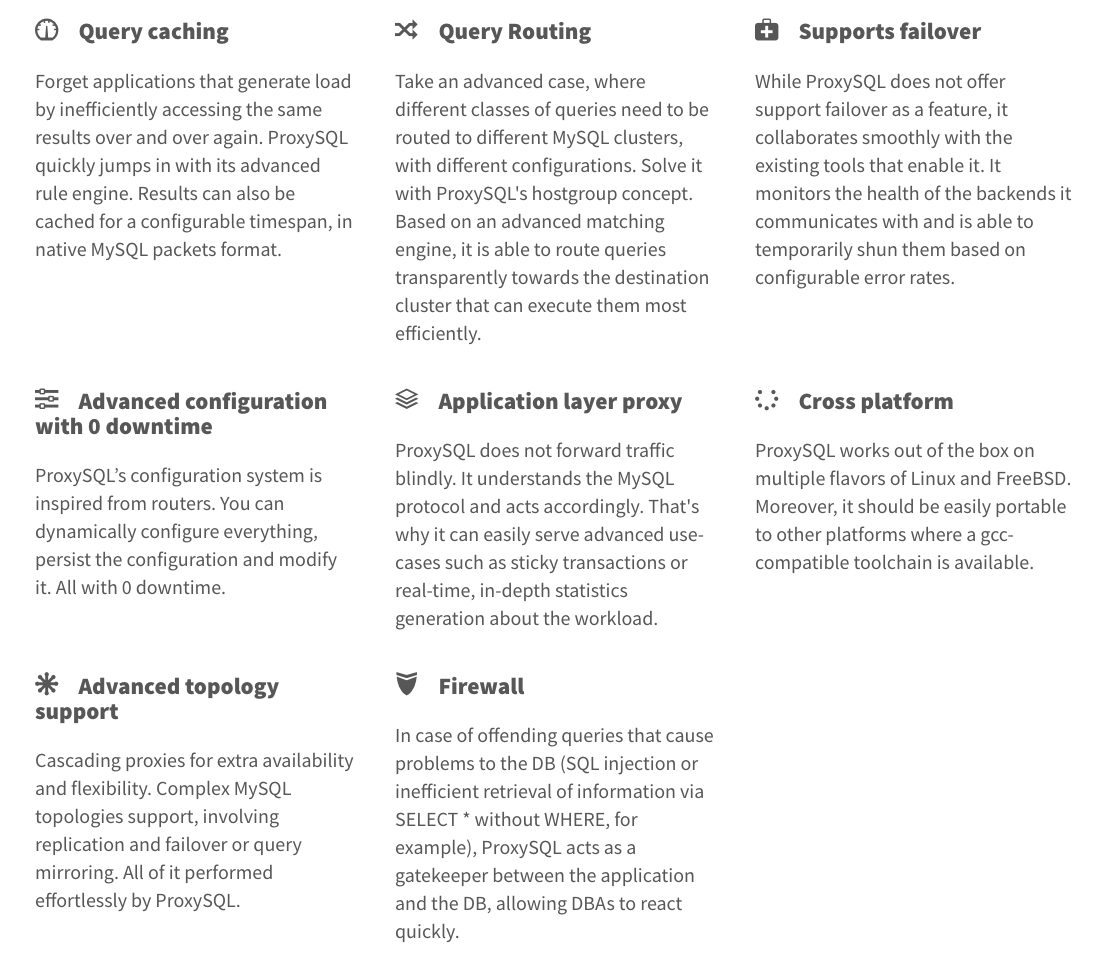 Query caching
Forget applications that generate load
by inefficiently accessing the same
results over and over again. ProxySQL
quickly jumps in with its advanced
rule engine. Results can also be
cached for a configurable timespan, in
native MySQL packets format.
Query Routing
Take an advanced case, where
different classes of queries need to be
routed to different MySQL clusters,
with different configurations. Solve it
with ProxySQL's hostgroup concept.
Based on an advanced matching
engine, it is able to route queries
transparently towards the destination
cluster that can execute them most
efficiently.
Supports failover
While ProxySQL does not offer
support failover as a feature, it
collaborates smoothly with the
existing tools that enable it. It
monitors the health of the backends it
communicates with and is able to
temporarily shun them based on
configurable error rates.
Advanced configuration
with 0 downtime
ProxySQL’s configuration system is
inspired from routers. You can
dynamically configure everything,
persist the configuration and modify
it. All with 0 downtime.
Application layer proxy
ProxySQL does not forward traffic
blindly. It understands the MySQL
protocol and acts accordingly. That's
why it can easily serve advanced use-
cases such as sticky transactions or
real-time, in-depth statistics
generation about the workload.
Cross platform
ProxySQL works out of the box on
multiple flavors of Linux and FreeBSD.
Moreover, it should be easily portable
to other platforms where a gcc-
compatible toolchain is available.
Advanced topology
support
Cascading proxies for extra availability
and flexibility. Complex MySQL
topologies support, involving
replication and failover or query
mirroring. All of it performed
effortlessly by ProxySQL.
Firewall
In case of offending queries that cause
problems to the DB (SQL injection or
inefficient retrieval of information via
SELECT * without WHERE, for
example), ProxySQL acts as a
gatekeeper between the application
and the DB, allowing DBAs to react
quickly.